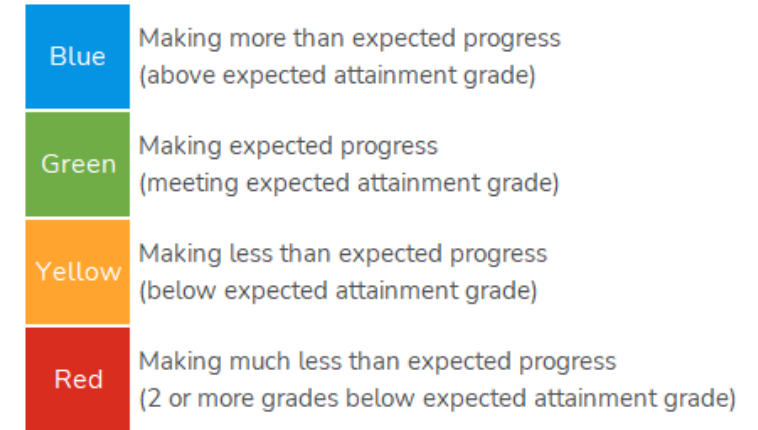 Blue
Making more than expected progress
(above expected attainment grade)
Green
Making expected progress
(meeting expected attainment grade)
Yellow
Making less than expected progress
(below expected attainment grade)
Red
Making much less than expected progress
(2 or more grades below expected attainment grade)